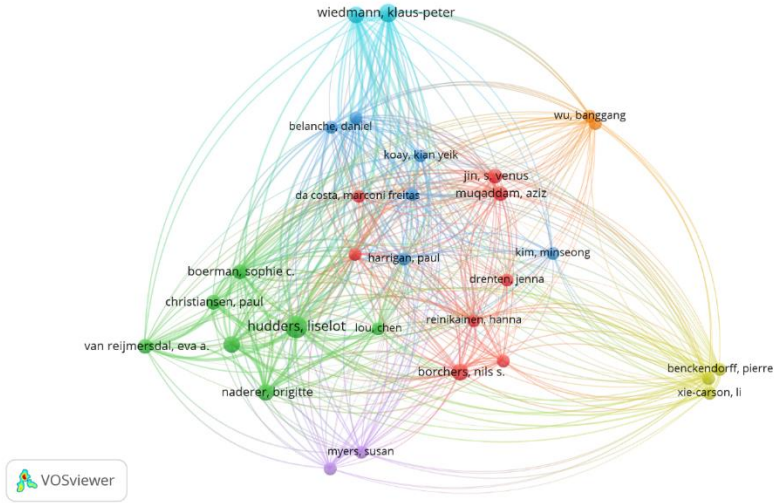 wiedmann, klaus-peter
wu, banggang
belanche, daniel
koay, kian yeik
jin, s. venus
da costa, marconi freitas
muqaddam, aziz
kim, minseong
harrigan, paul
boerman, sophie c.
drenten, jenna
christiansen, paul
reinikainen, hanna
hudders, liselot
lou, chen
van reijmersdal, eva a.
borchers, nils s.
benckendorff, pierre
naderer, brigitte
xie-carson, li
myers, susan
VOSviewer